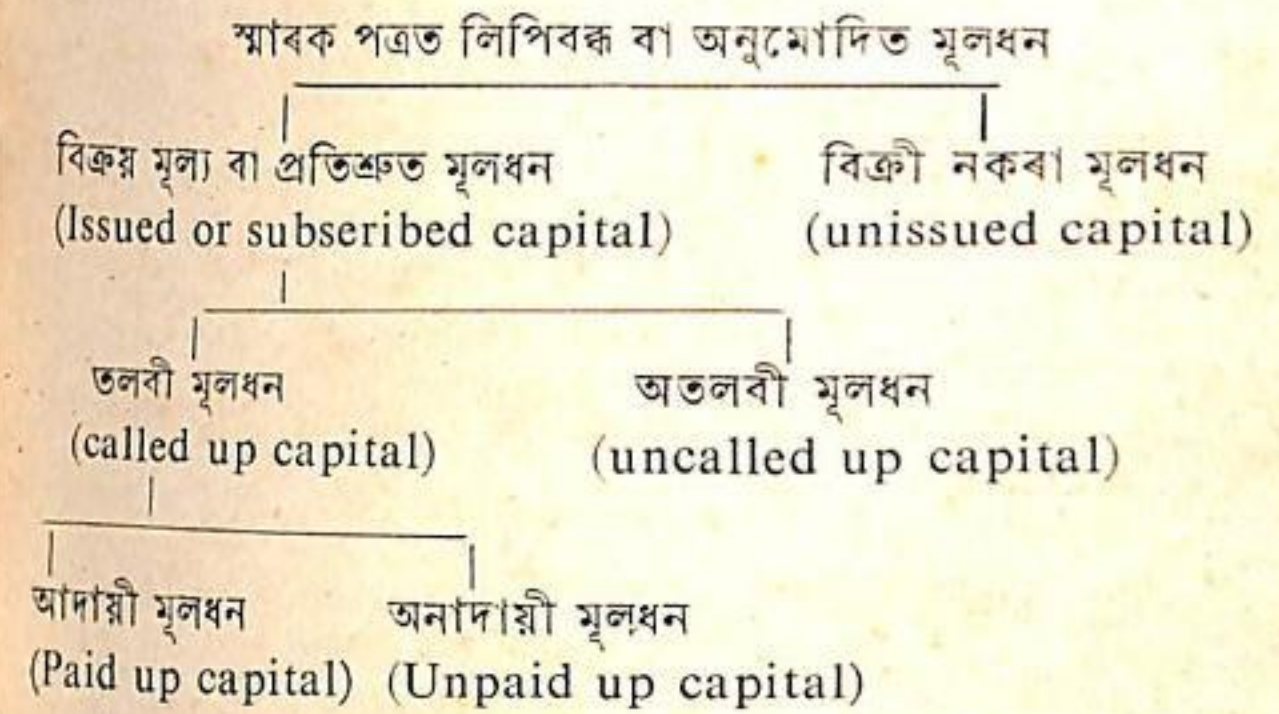 স্মাৰক পত্ৰত লিপিবদ্ধ বা অনুমোদিত মূলধন
বিক্ৰয় মূল্য বা প্ৰতিশ্ৰুত মূলধন বিক্ৰী নকৰা মূলধন
(Issued or subseribed capital) (unissued capital)
তলবী মূলধন অতলবী মূলধন
(called up capital) (uncalled up capital)
আদায়ী মূলধন অনাদায়ী মূলধন
(Paid up capital) (Unpaid up capital)